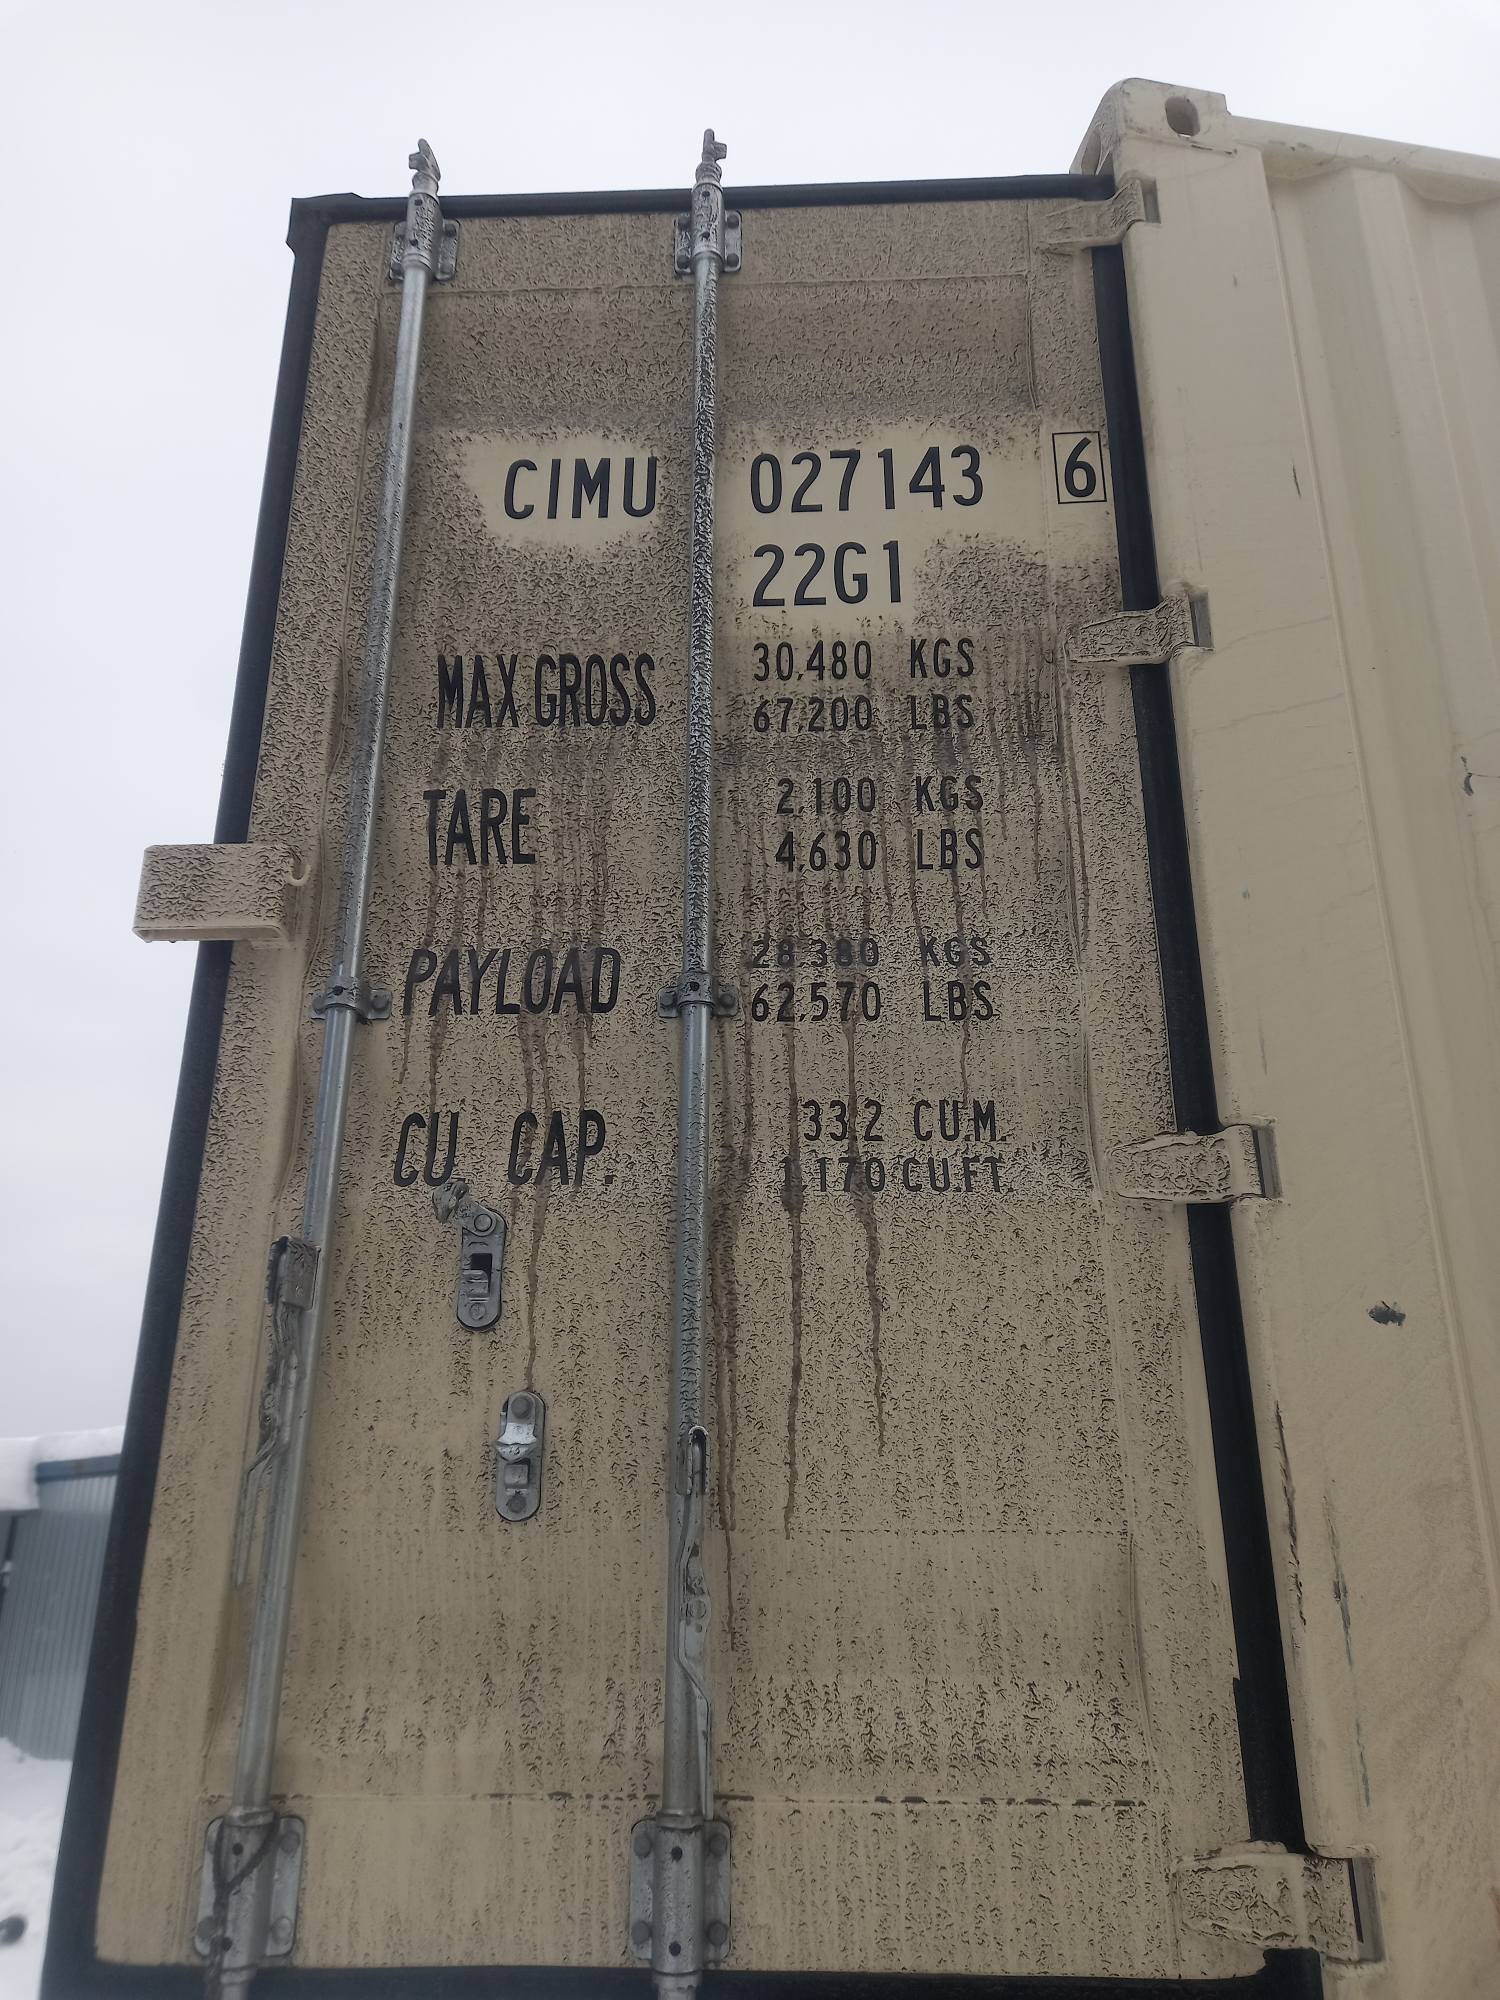 CIMU 027143 6
22G1
MAX GROSS 30.480 KGS
67,200 LBS
TARE 2,100 KGS
4,630 LBS
PAYLOAD 28.380 KGS
62,570 LBS
CU. CAP. 33.2 CU.M.
1,170 CU.FT.